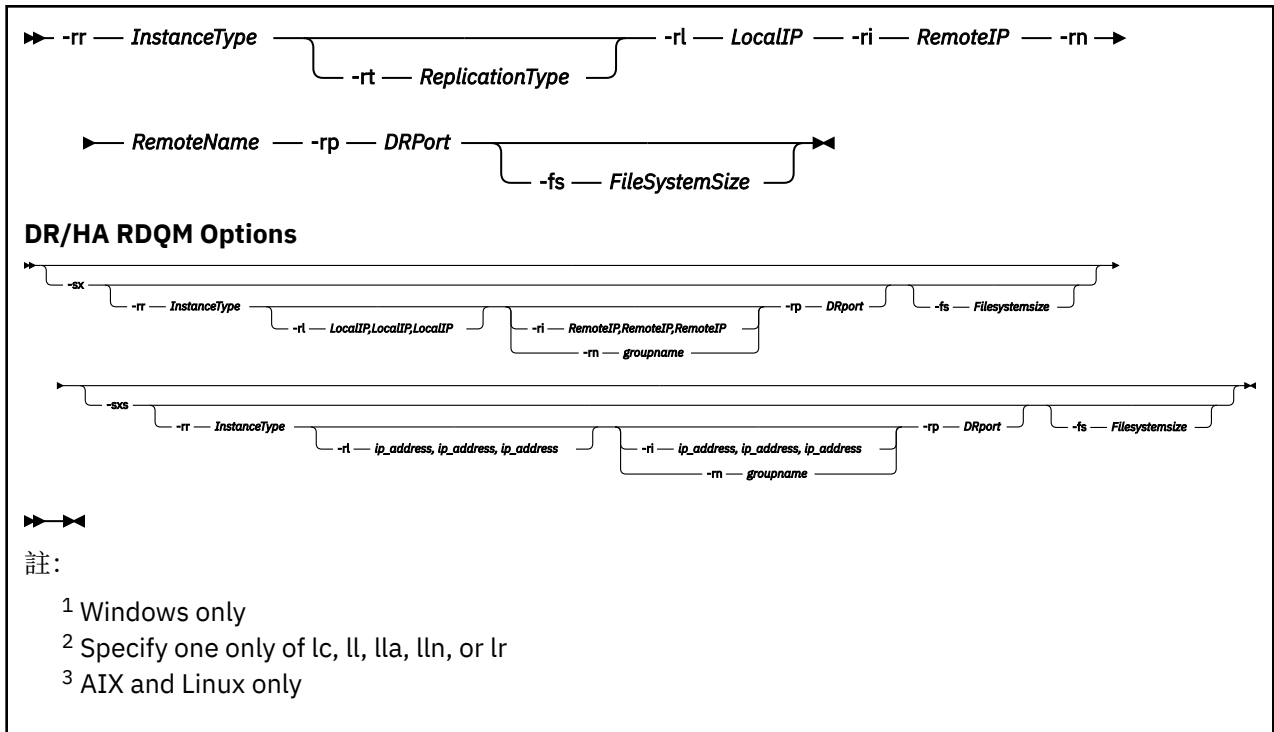 -rr InstanceType -rl LocalIP -ri RemoteIP -rn
-rt ReplicationType
RemoteName -rp DRPort
-fs FileSystemSize
DR/HA RDQM Options
-sx
-rr InstanceType -rp DRport -fs Filesystemsize
-rl LocalIP,LocalIP,LocalIP -ri RemoteIP,RemoteIP,RemoteIP
-rn groupname
-sxs
-rr InstanceType -rp DRport -fs Filesystemsize
-rl ip_address, ip_address, ip_address -ri ip_address, ip_address, ip_address
-rn groupname
註:
1 Windows only
2 Specify one only of lc, ll, lla, lln, or lr
3 AIX and Linux only